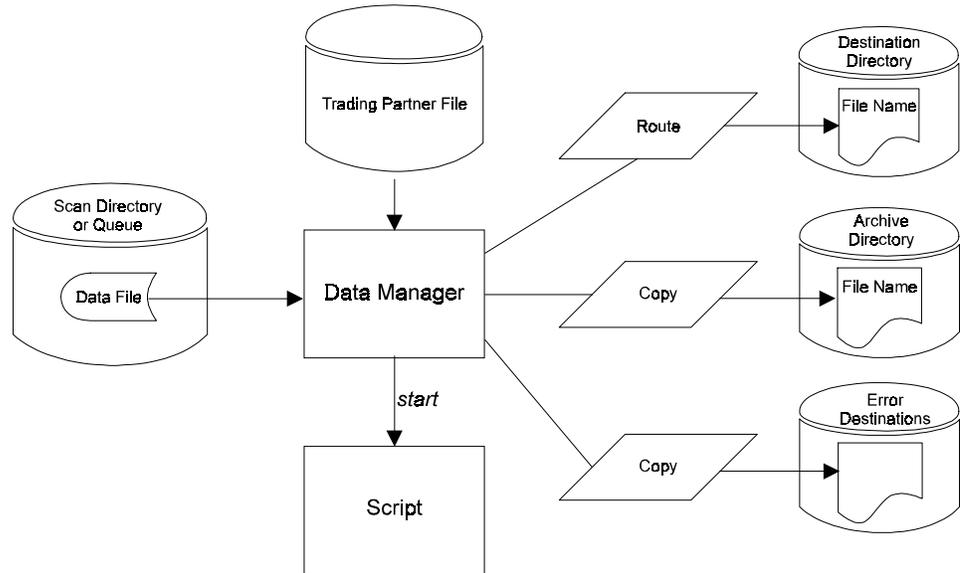 Trading Partner File
Destination
Directory
File Name
Route
Scan Directory
or Queue
Data File
Data Manager
Copy
Archive
Directory
File Name
start
Script
Copy
Error
Destinations